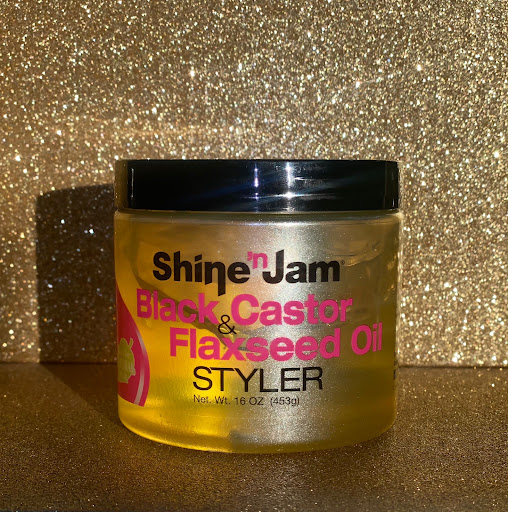 Shine 'n Jam®
Black Castor
&
Flaxseed Oil
STYLER
Net. Wt. 16 OZ (453g)